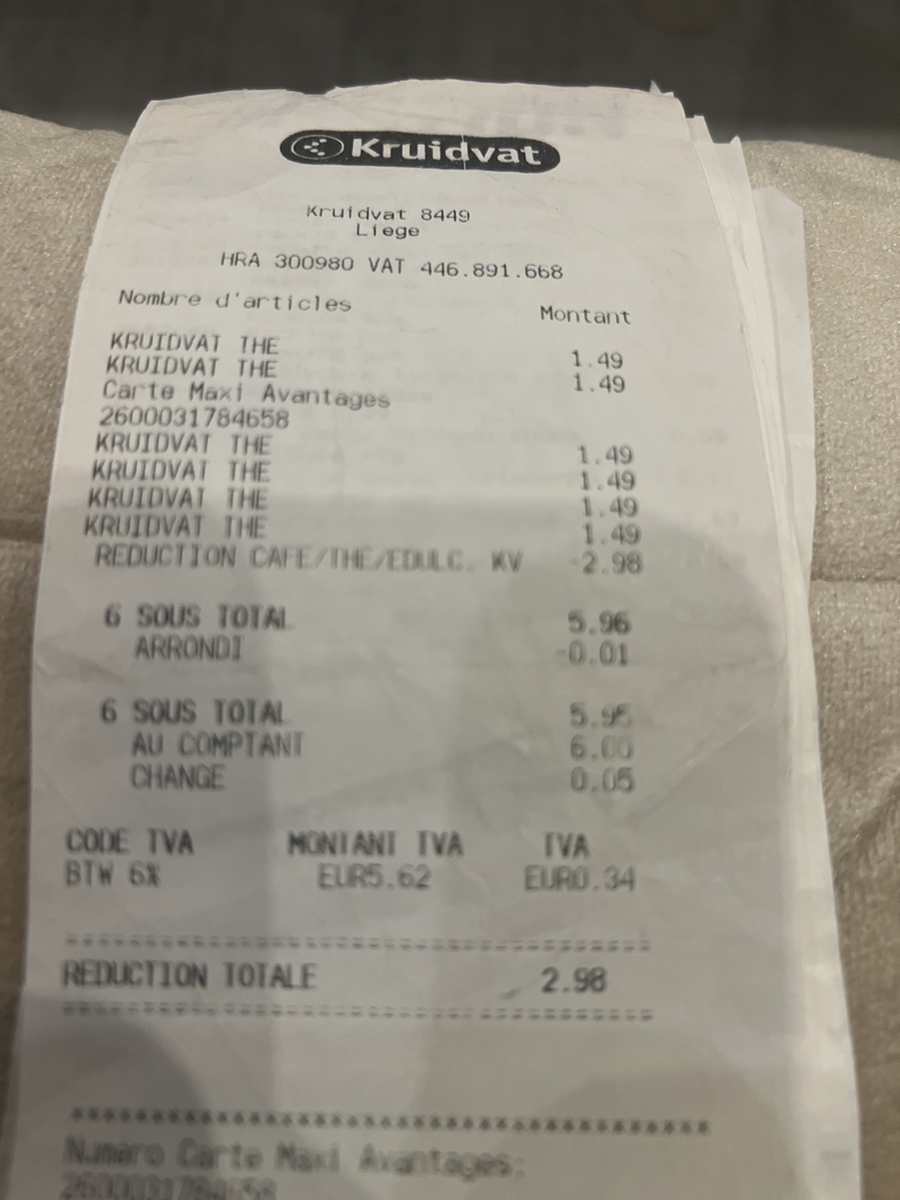 Kruidvat
Kruidvat 8449
Liege
HRA 300980 VAT 446.891.668
Nombre d'articles Montant
KRUIDVAT THE 1.49
KRUIDVAT THE 1.49
Carte Maxi Avantages
2600031784658
KRUIDVAT THE 1.49
KRUIDVAT THE 1.49
KRUIDVAT THE 1.49
KRUIDVAT THE 1.49
REDUCTION CAFE/THE/EDULC. KV -2.98
6 SOUS TOTAL 5.96
ARRONDI -0.01
6 SOUS TOTAL 5.95
AU COMPTANT 6.00
CHANGE 0.05
CODE TVA MONTANT TVA TVA
BTW 6% EUR5.62 EUR0.34
REDUCTION TOTALE 2.98
Numero Carte Maxi Avantages:
2600031784658